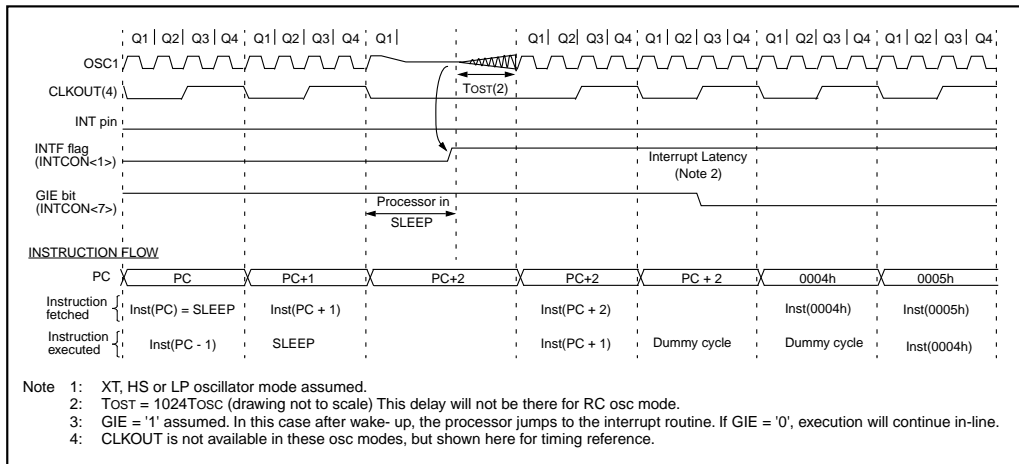 Q1 Q2 Q3 Q4 Q1 Q2 Q3 Q4 Q1 Q1 Q2 Q3 Q4 Q1 Q2 Q3 Q4 Q1 Q2 Q3 Q4 Q1 Q2 Q3 Q4
OSC1
TOST(2)
CLKOUT(4)
INT pin
INTF flag
(INTCON<1>)
Interrupt Latency
(Note 2)
GIE bit
(INTCON<7>)
Processor in
SLEEP
INSTRUCTION FLOW
PC PC PC+1 PC+2 PC+2 PC + 2 0004h 0005h
Instruction
fetched
Inst(PC) = SLEEP Inst(PC + 1) Inst(PC + 2) Inst(0004h) Inst(0005h)
Instruction
executed
Inst(PC - 1) SLEEP Inst(PC + 1) Dummy cycle Dummy cycle Inst(0004h)
Note 1: XT, HS or LP oscillator mode assumed.
2: TOST = 1024TOSC (drawing not to scale) This delay will not be there for RC osc mode.
3: GIE = '1' assumed. In this case after wake- up, the processor jumps to the interrupt routine. If GIE = '0', execution will continue in-line.
4: CLKOUT is not available in these osc modes, but shown here for timing reference.